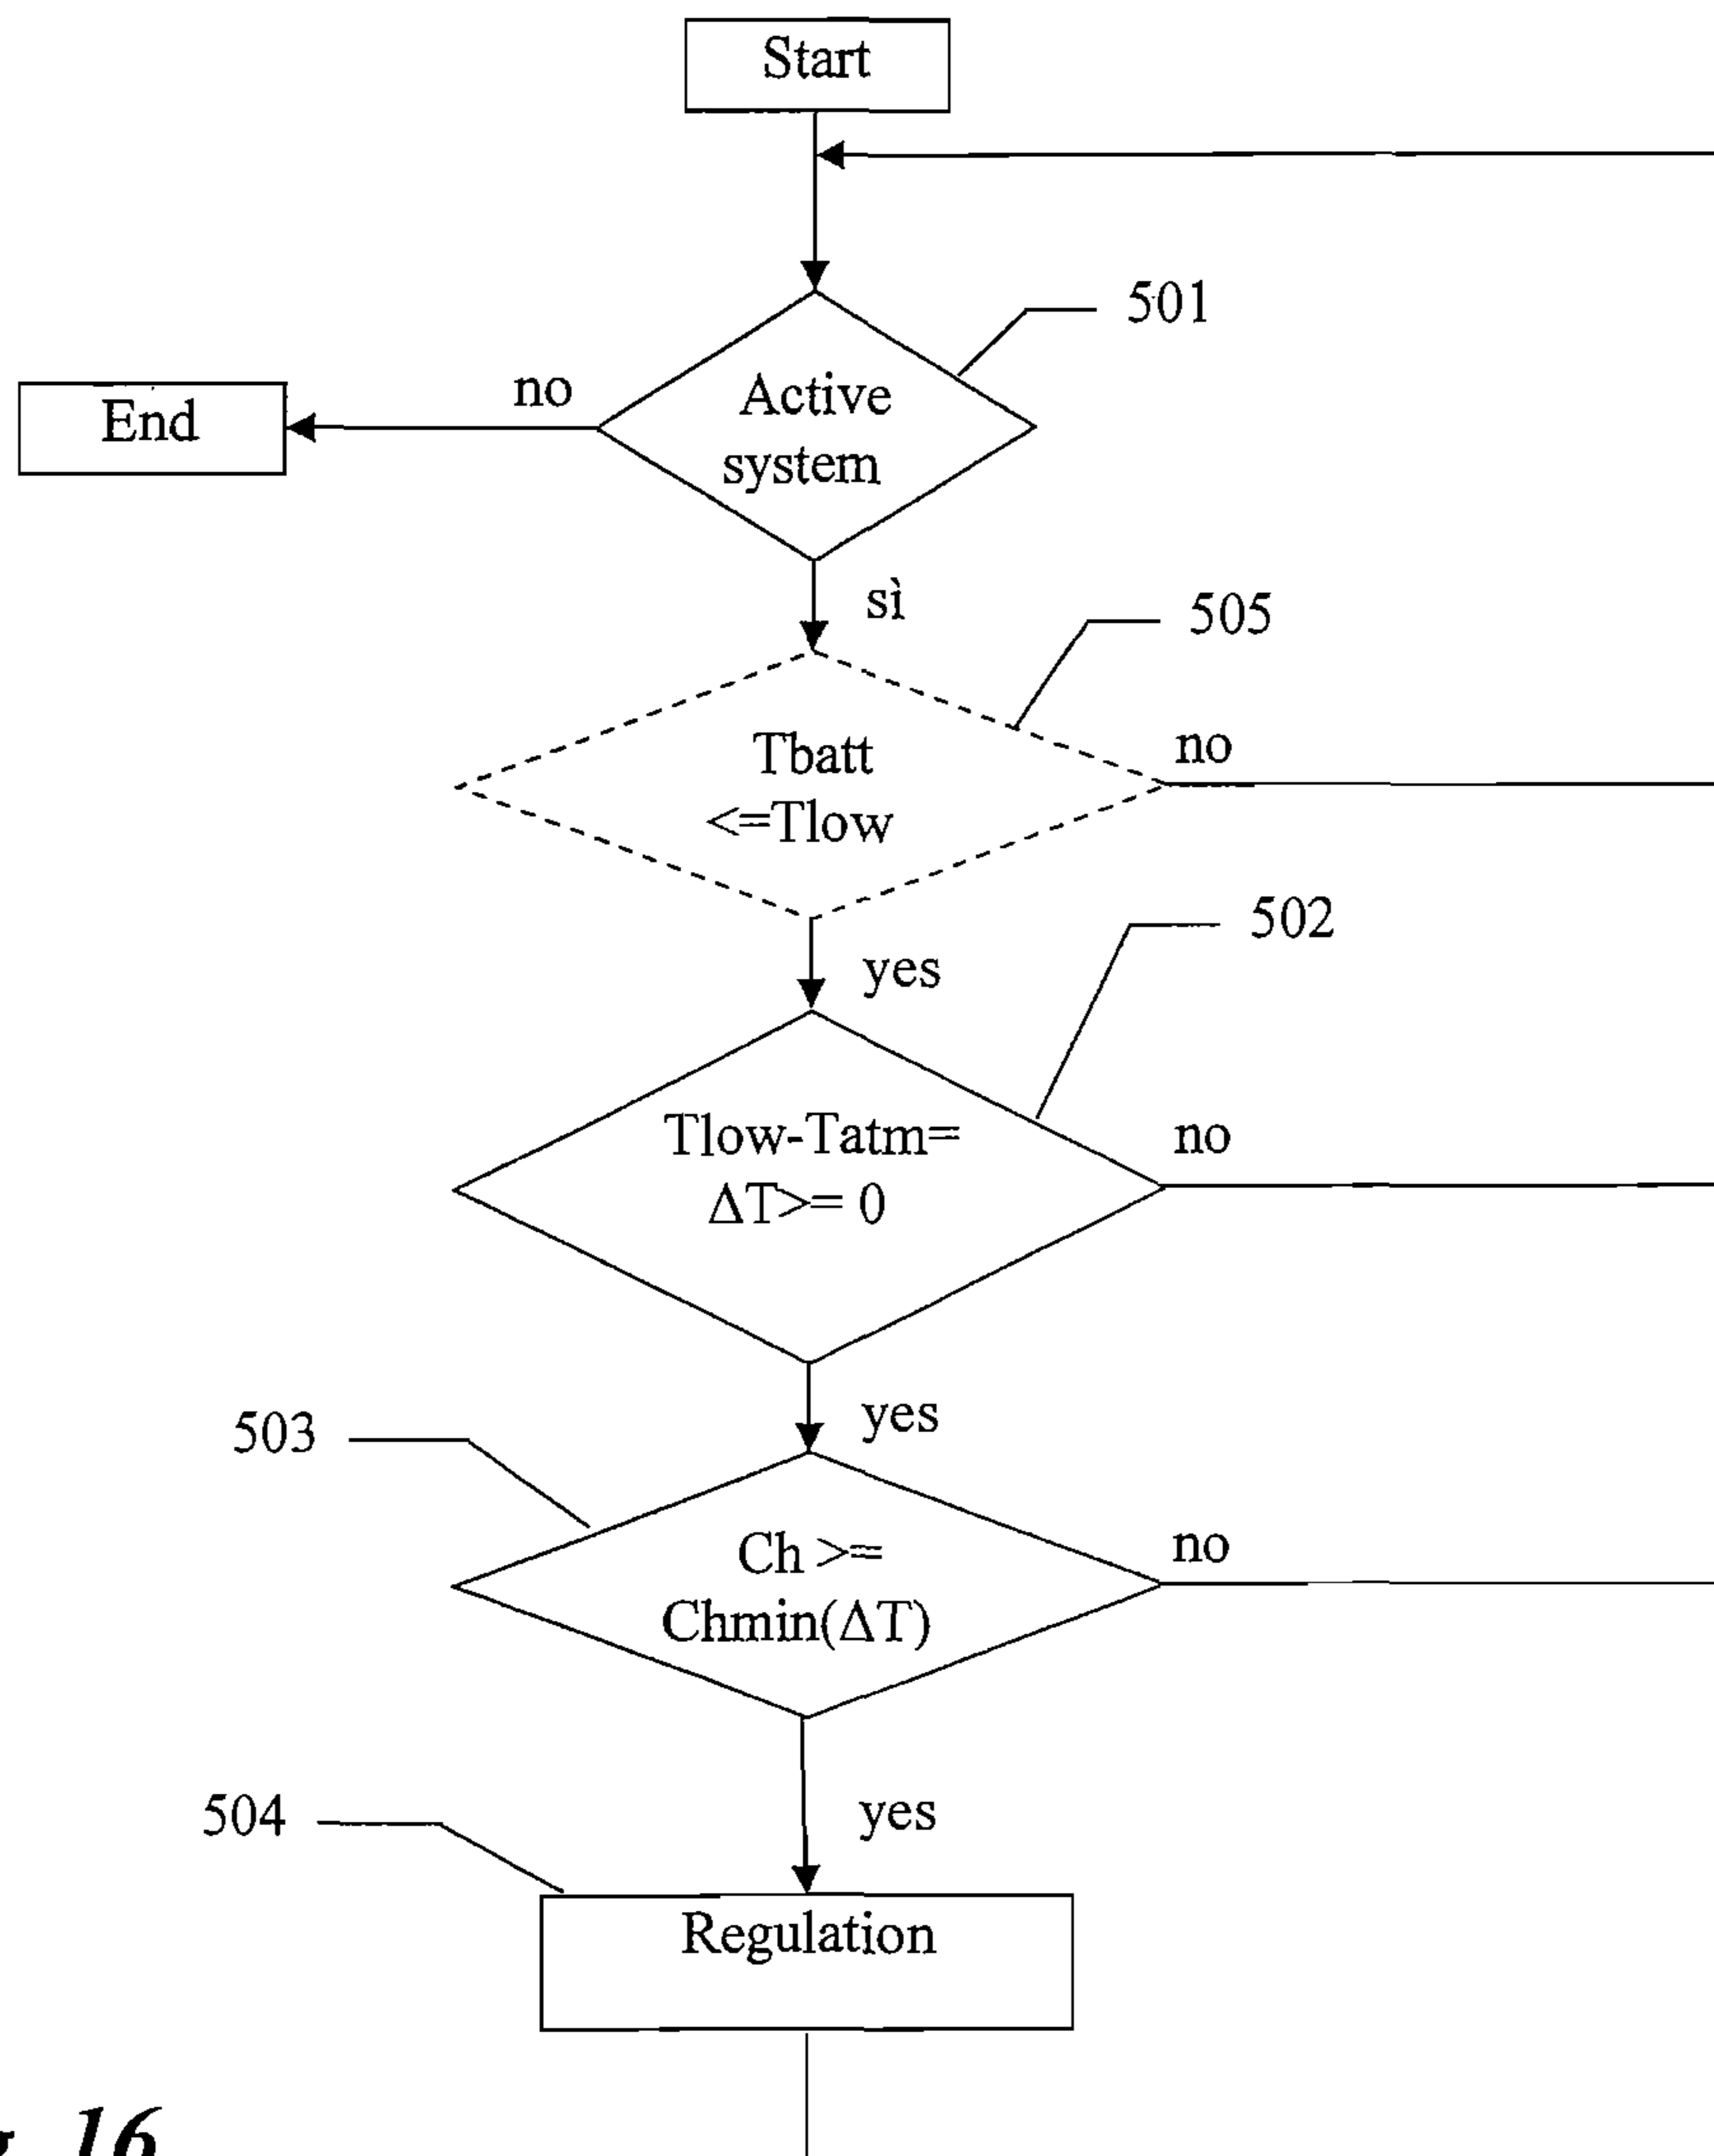 Start
501
no
Active
system
End
sì
505
Tbatt
<=Tlow
no
502
yes
Tlow-Tatm=
ΔT>= 0
no
503
yes
Ch >=
Chmin(ΔT)
no
504
yes
Regulation
16